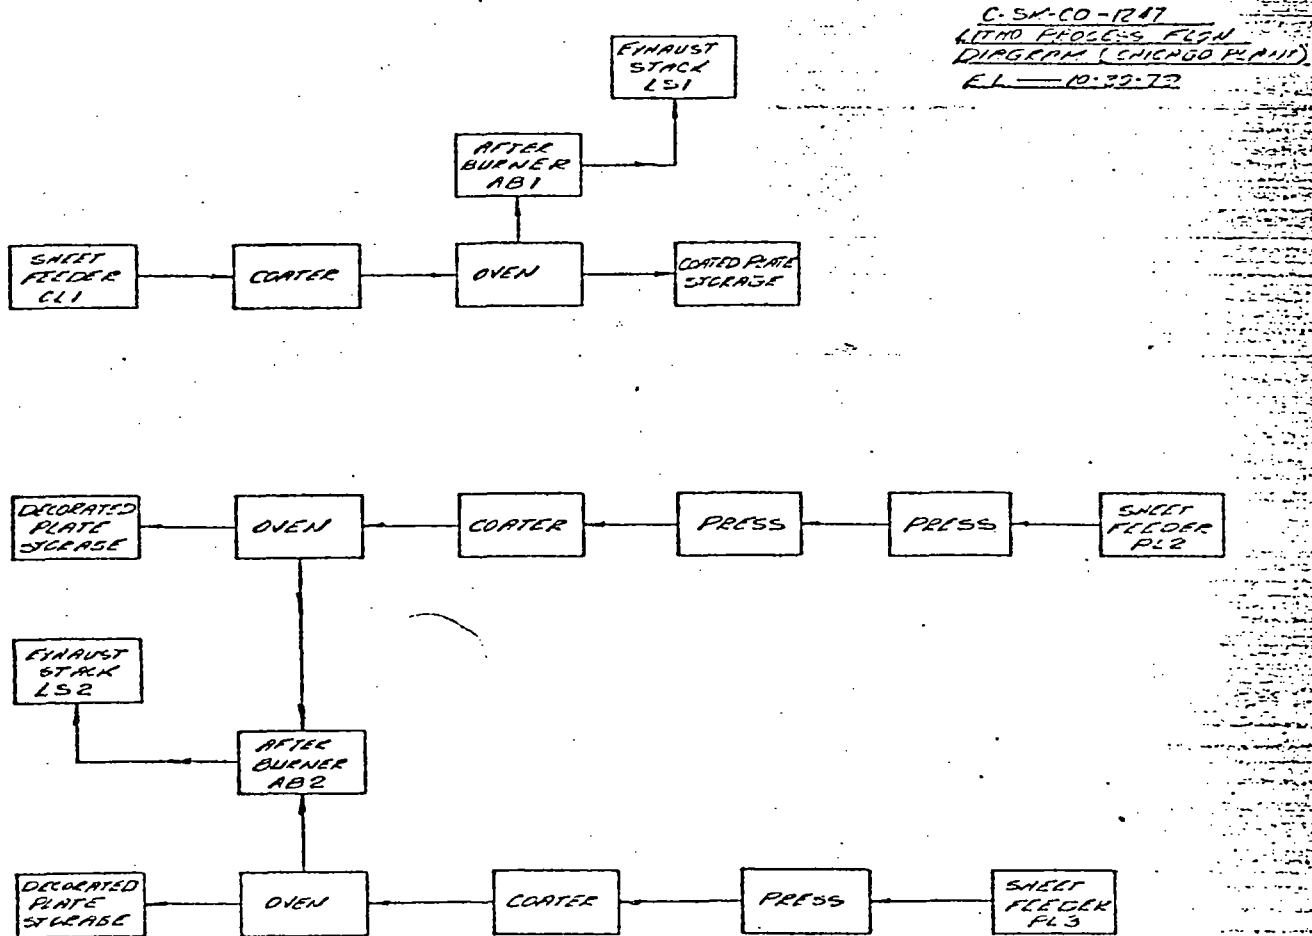 C-SK-CO-1247
LITHO PROCESS FLOW
DIAGRAM (CHICAGO PLANT)
EXHAUST
STACK
LS1
AFTER
BURNER
AB1
SHEET
FEEDER
CL1
COATER
OVEN
COATED PLATE
STORAGE
DECORATED
PLATE
STORAGE
OVEN
COATER
PRESS
PRESS
SHEET
FEEDER
PL2
EXHAUST
STACK
LS2
AFTER
BURNER
AB2
DECORATED
PLATE
STORAGE
OVEN
COATER
PRESS
SHEET
FEEDER
PL3